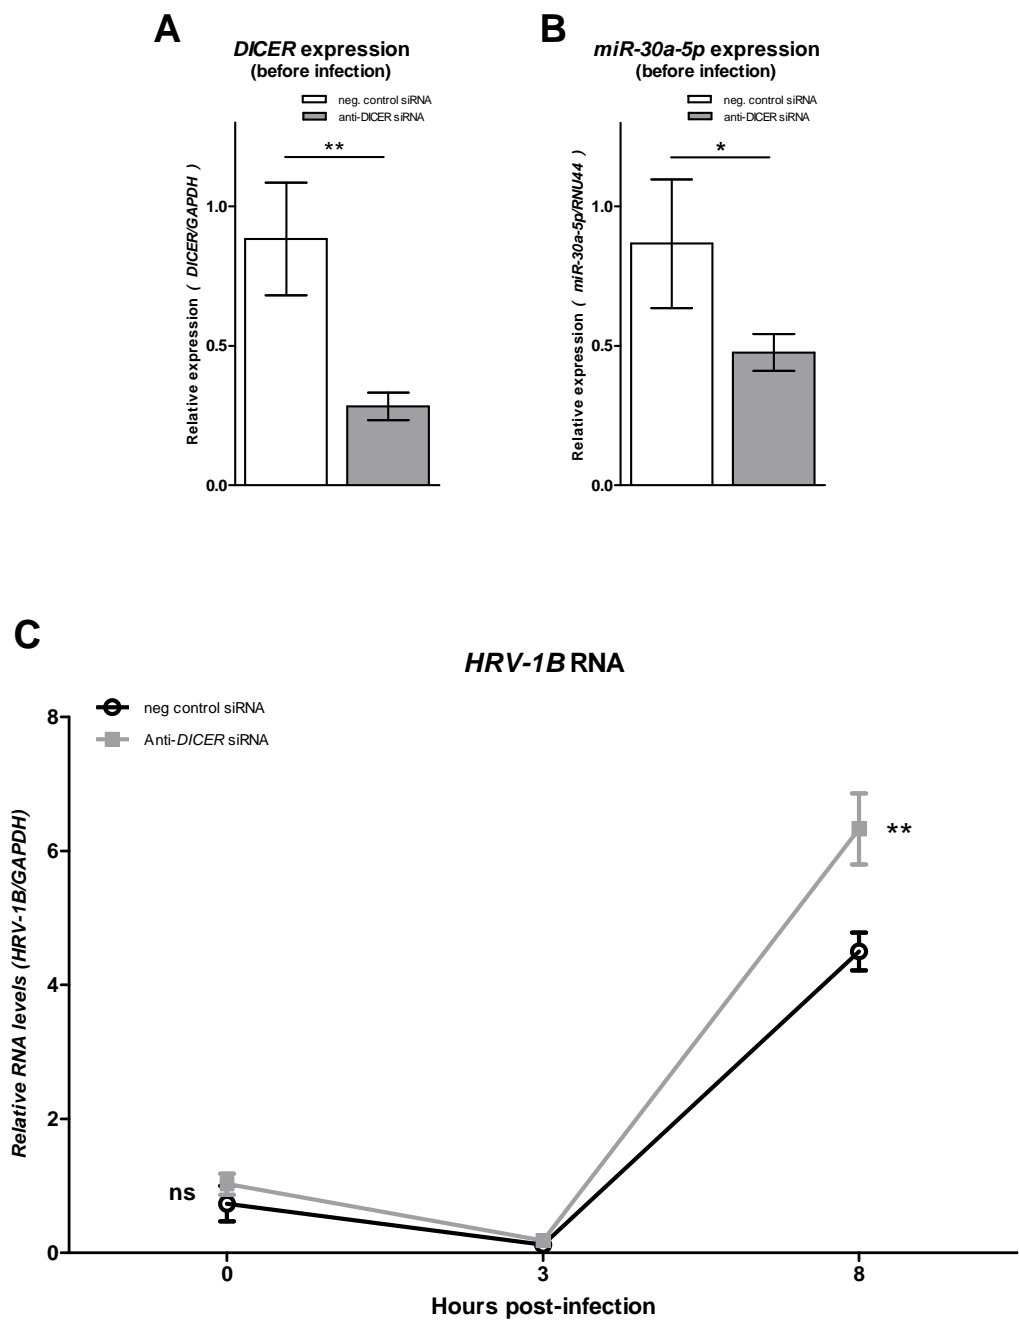 A
DICER expression
(before infection)
neg. control siRNA
anti-DICER siRNA
**
Relative expression ( DICER/GAPDH )
1.0
0.5
0.0
B
miR-30a-5p expression
(before infection)
neg. control siRNA
anti-DICER siRNA
*
Relative expression ( miR-30a-5p/RNU44 )
1.0
0.5
0.0
C
HRV-1B RNA
neg control siRNA
Anti-DICER siRNA
Relative RNA levels (HRV-1B/GAPDH)
8
6
4
2
0
ns
**
0 3 8
Hours post-infection